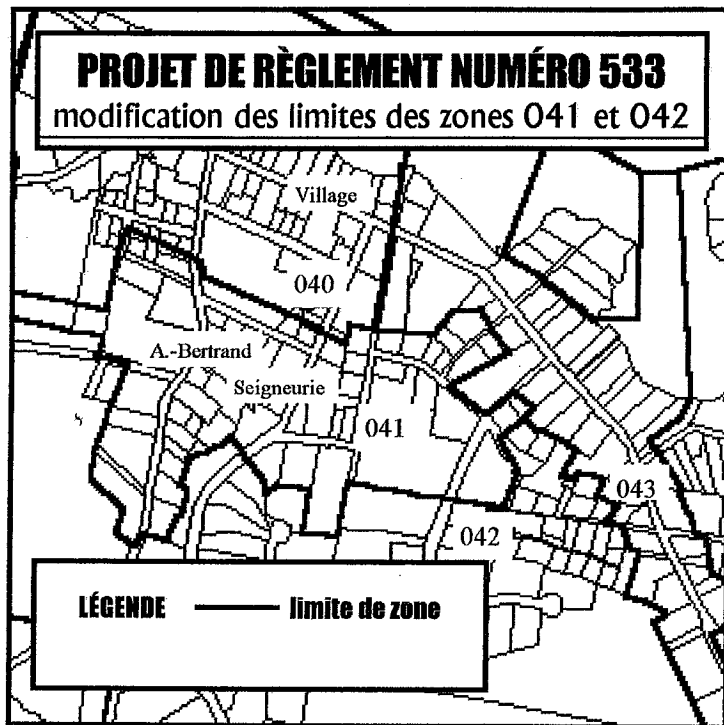 PROJET DE RÈGLEMENT NUMÉRO 533
modification des limites des zones 041 et 042
Village
040
A.-Bertrand
Seigneurie
041
043
042
LÉGENDE limite de zone